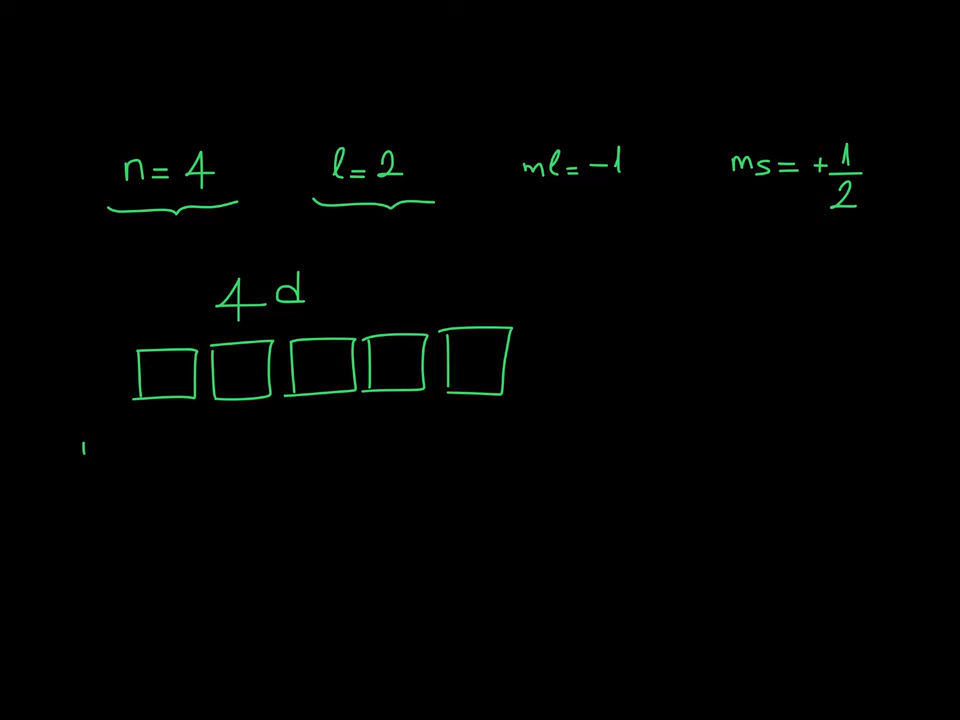 n = 4 l = 2 ml = -1 ms = +1/2
4d